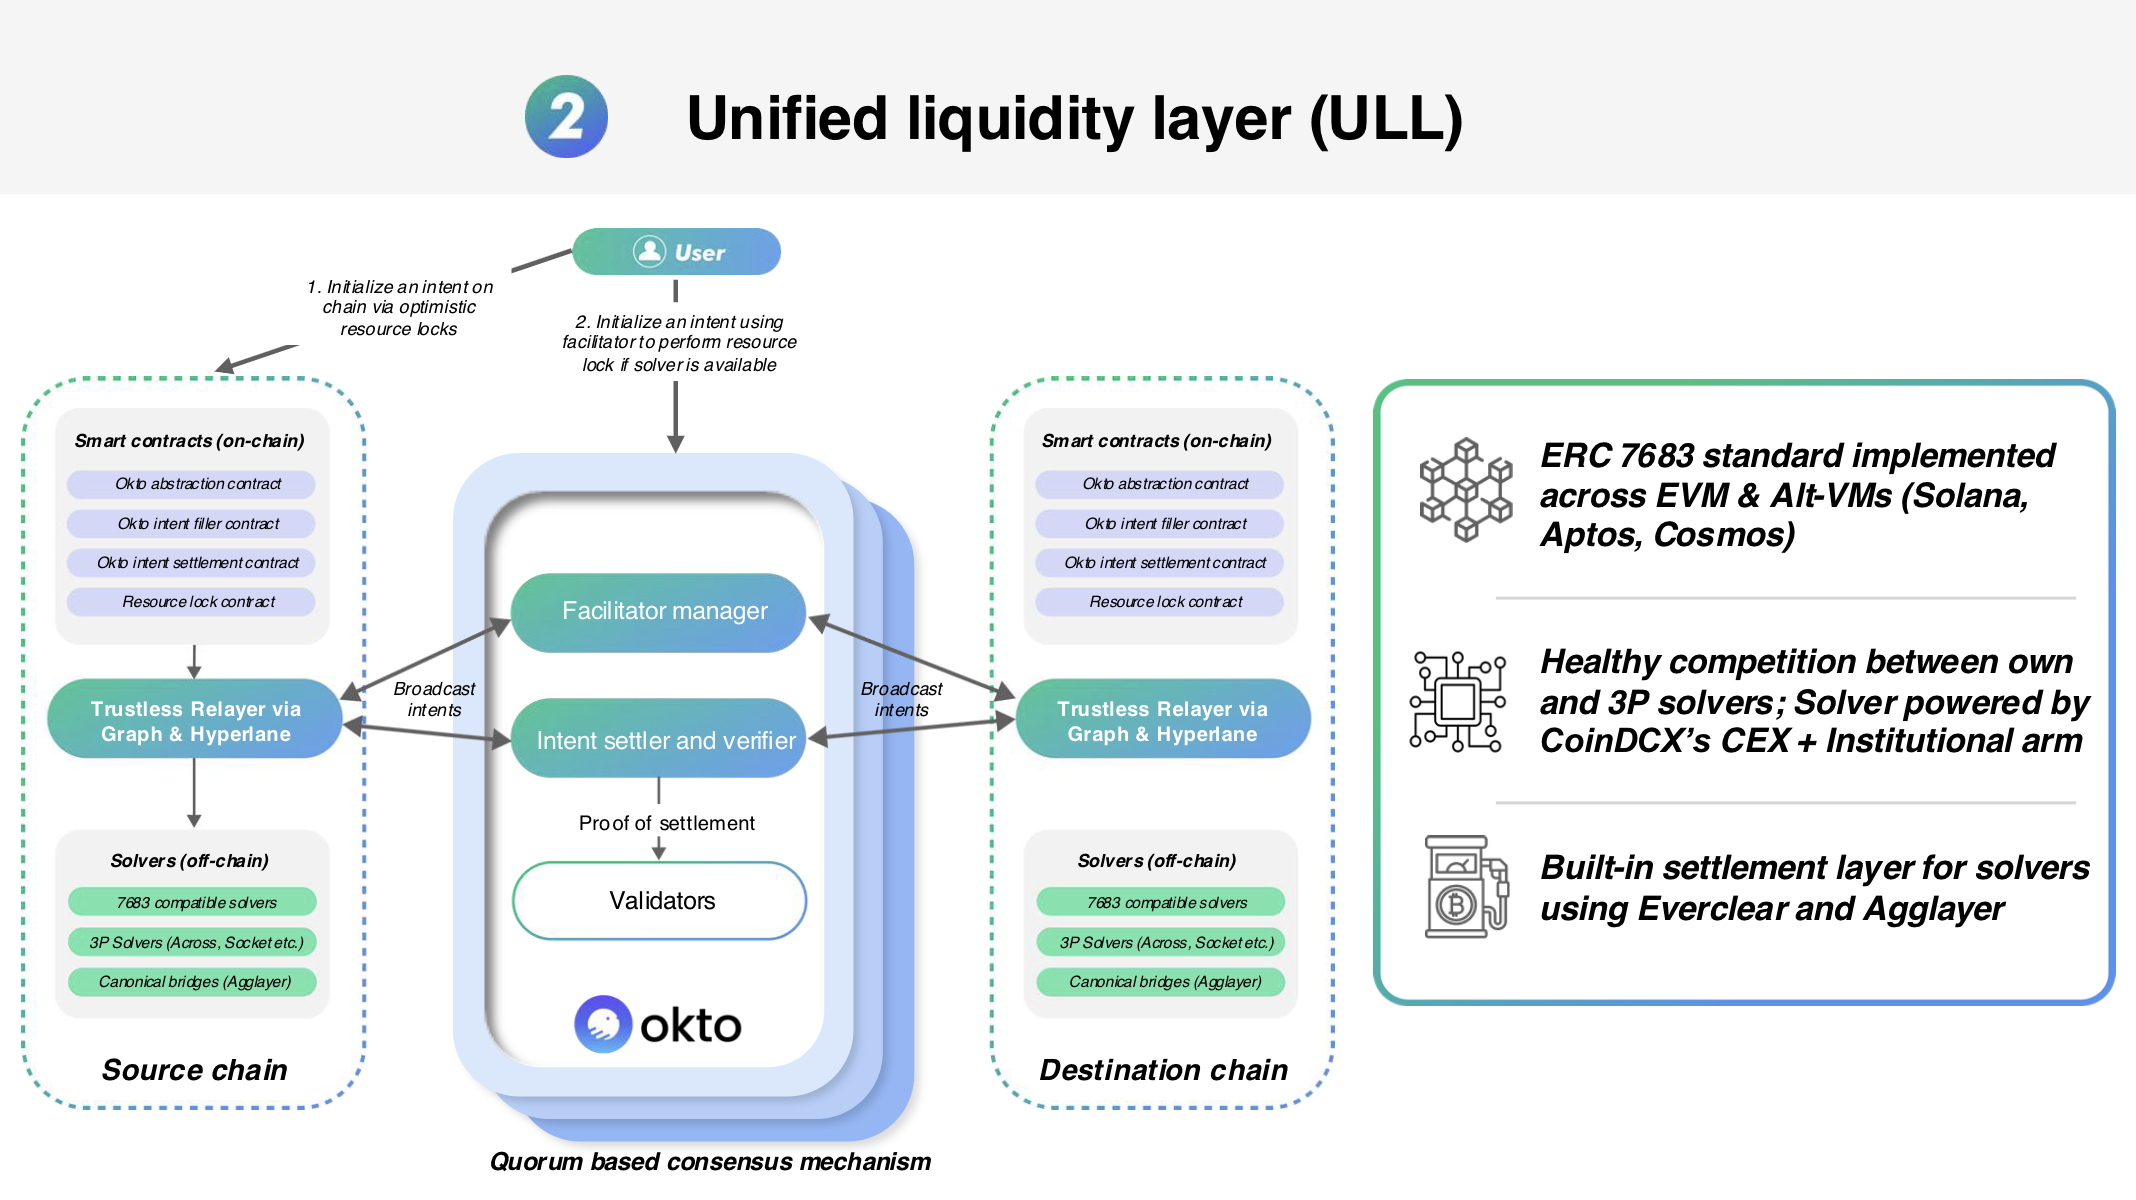 2
Unified liquidity layer (ULL)
User
1. Initialize an intent on
chain via optimistic
resource locks
2. Initialize an intent using
facilitator to perform resource
lock if solver is available
Smart contracts (on-chain)
Okto abstraction contract
Okto intent filler contract
Okto intent settlement contract
Resource lock contract
Trustless Relayer via
Graph & Hyperlane
Solvers (off-chain)
7683 compatible solvers
3P Solvers (Across, Socket etc.)
Canonical bridges (Agglayer)
Source chain
Broadcast
intents
Facilitator manager
Intent settler and verifier
Proof of settlement
Validators
okto
Quorum based consensus mechanism
Broadcast
intents
Smart contracts (on-chain)
Okto abstraction contract
Okto intent filler contract
Okto intent settlement contract
Resource lock contract
Trustless Relayer via
Graph & Hyperlane
Solvers (off-chain)
7683 compatible solvers
3P Solvers (Across, Socket etc.)
Canonical bridges (Agglayer)
Destination chain
ERC 7683 standard implemented
across EVM & Alt-VMs (Solana,
Aptos, Cosmos)
Healthy competition between own
and 3P solvers; Solver powered by
CoinDCX’s CEX + Institutional arm
Built-in settlement layer for solvers
using Everclear and Agglayer